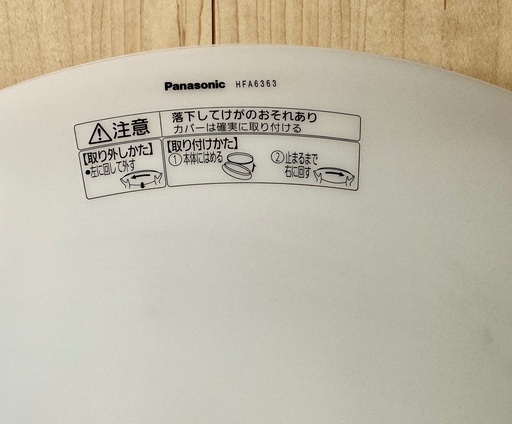 Panasonic HFA6363
注意
落下してけがのおそれあり
カバーは確実に取り付ける
【取り外しかた】
●左に回して外す
【取り付けかた】
①本体にはめる
②止まるまで
右に回す